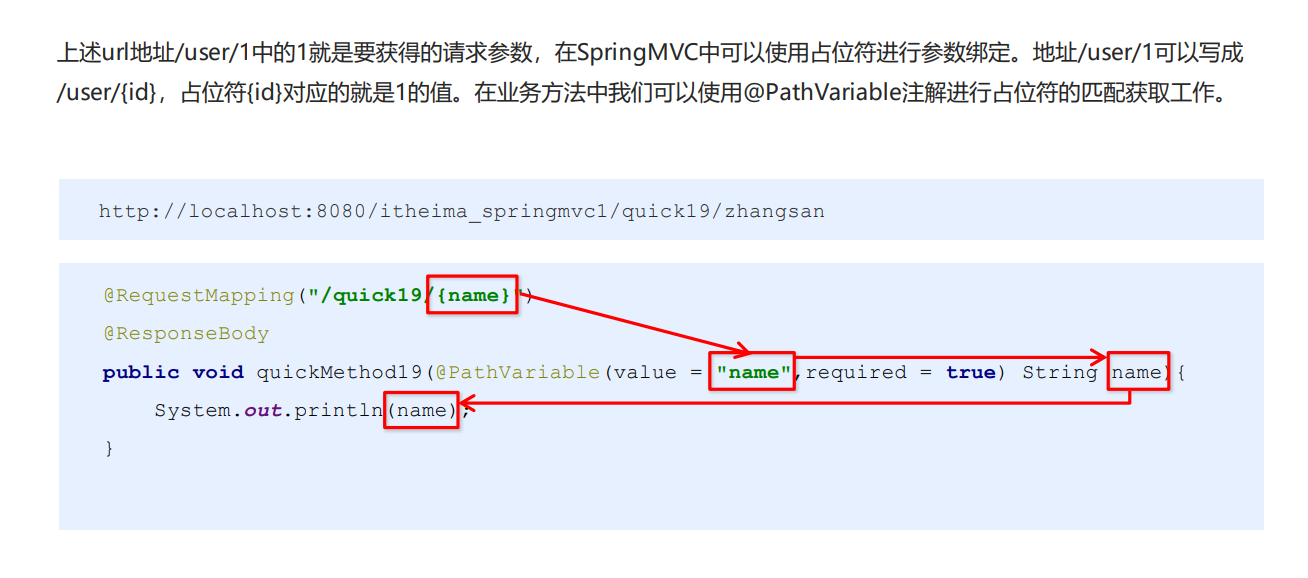 上述url地址/user/1中的1就是要获得的请求参数，在SpringMVC中可以使用占位符进行参数绑定。地址/user/1可以写成
/user/{id}，占位符{id}对应的就是1的值。在业务方法中我们可以使用@PathVariable注解进行占位符的匹配获取工作。
http://localhost:8080/itheima_springmvc1/quick19/zhangsan
@RequestMapping("/quick19/{name}")
@ResponseBody
public void quickMethod19(@PathVariable(value = "name",required = true) String name){
    System.out.println(name);
}